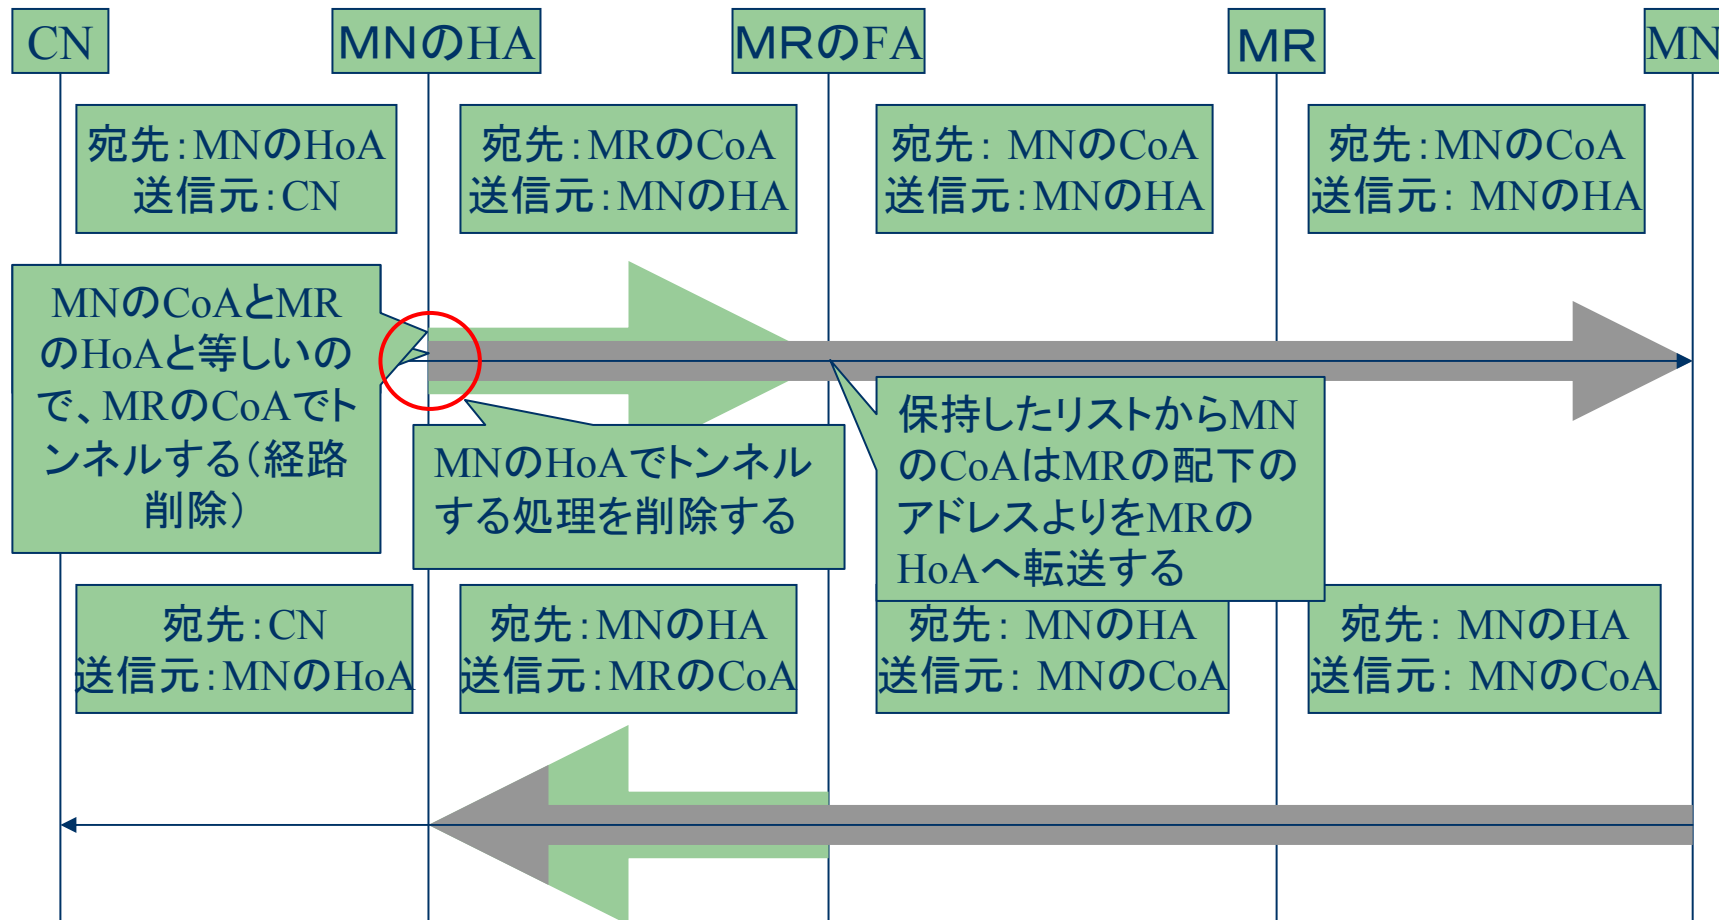 CN
MNのHA
MRのFA
MR
MN
宛先:MNのHoA
送信元:CN
宛先:MRのCoA
送信元:MNのHA
宛先: MNのCoA
送信元:MNのHA
宛先:MNのCoA
送信元: MNのHA
MNのCoAとMR
のHoAと等しいの
で、MRのCoAでト
ンネルする(経路
削除)
MNのHoAでトンネル
する処理を削除する
保持したリストからMN
のCoAはMRの配下の
アドレスよりをMRの
HoAへ転送する
宛先:CN
送信元:MNのHoA
宛先:MNのHA
送信元:MRのCoA
宛先: MNのHA
送信元: MNのCoA
宛先: MNのHA
送信元: MNのCoA